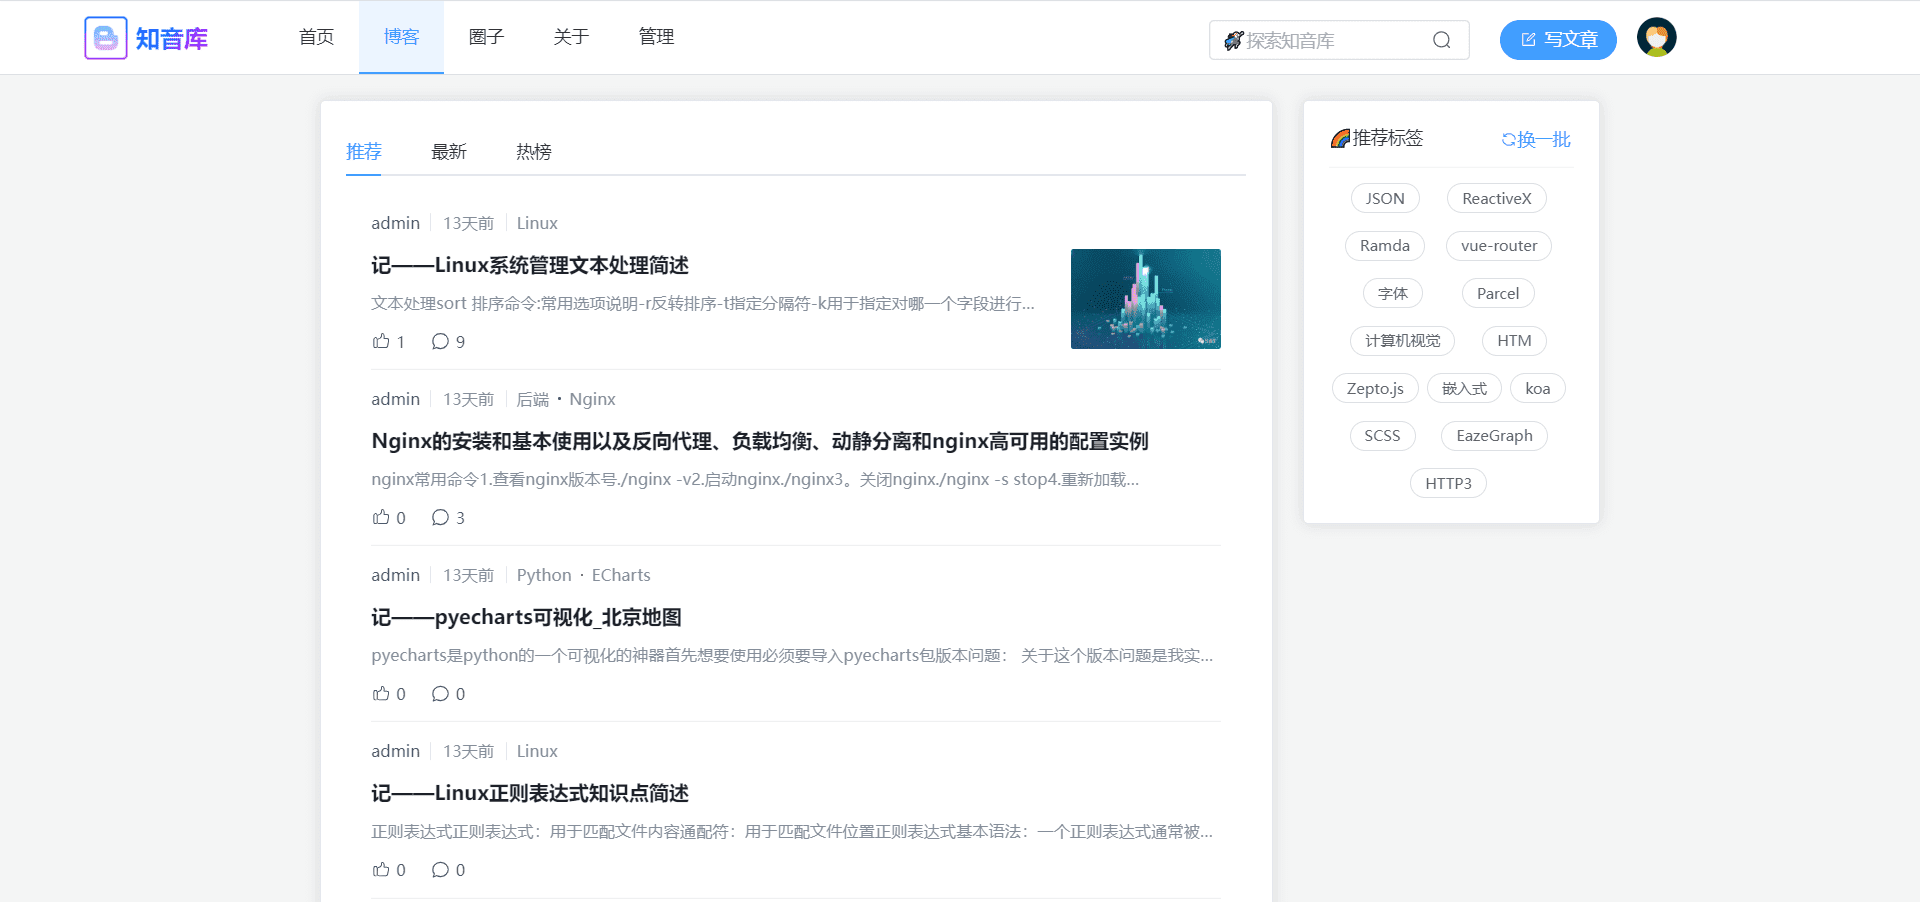 知音库
首页 博客 圈子 关于 管理
探索知音库
写文章
推荐 最新 热榜
admin 13天前 Linux
记——Linux系统管理文本处理简述
文本处理sort 排序命令:常用选项说明-r反转排序-t指定分隔符-k用于指定对哪一个字段进行...
1 9
admin 13天前 后端 · Nginx
Nginx的安装和基本使用以及反向代理、负载均衡、动静分离和nginx高可用的配置实例
nginx常用命令1.查看nginx版本号./nginx -v2.启动nginx./nginx3。关闭nginx./nginx -s stop4.重新加载...
0 3
admin 13天前 Python · ECharts
记——pyecharts可视化_北京地图
pyecharts是python的一个可视化的神器首先想要使用必须要导入pyecharts包版本问题： 关于这个版本问题是我实...
0 0
admin 13天前 Linux
记——Linux正则表达式知识点简述
正则表达式正则表达式：用于匹配文件内容通配符：用于匹配文件位置正则表达式基本语法：一个正则表达式通常被...
0 0
推荐标签 换一批
JSON ReactiveX
Ramda vue-router
字体 Parcel
计算机视觉 HTM
Zepto.js 嵌入式 koa
SCSS EazeGraph
HTTP3